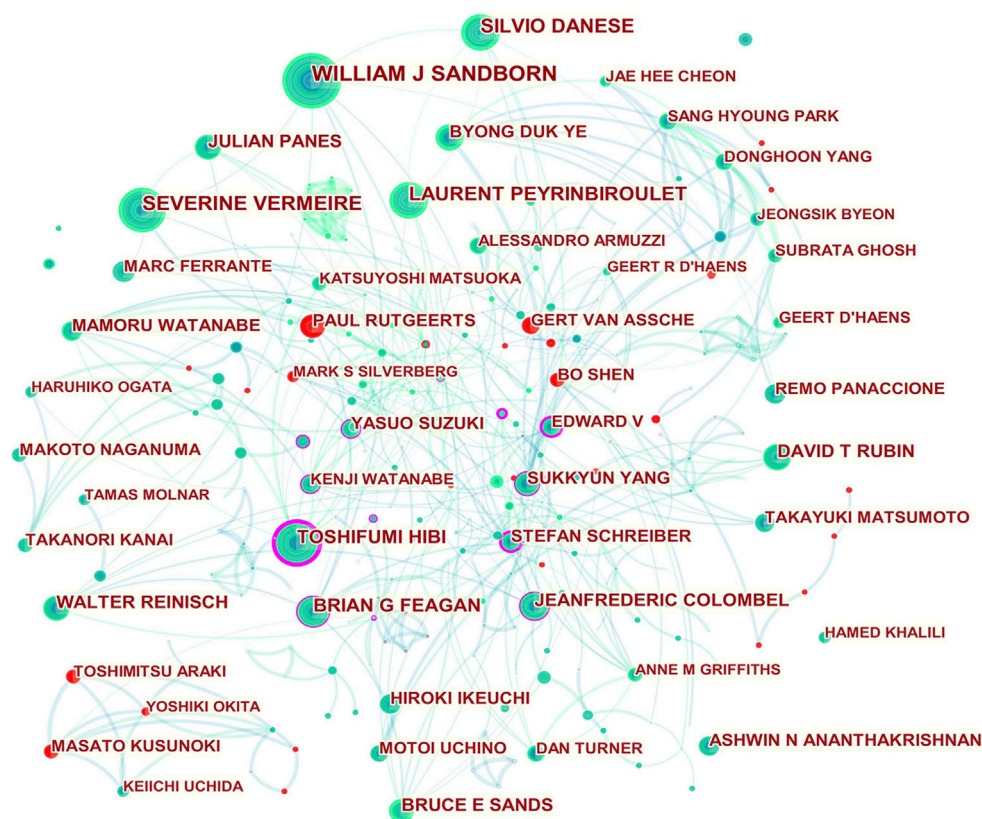 SILVIO DANESE
WILLIAM J SANDBORN
JAE HEE CHEON
SANG HYOUNG PARK
BYONG DUK YE
JULIAN PANES
DONGHOON YANG
LAURENT PEYRINBIROULET
SEVERINE VERMEIRE
JEONGSIK BYEON
ALESSANDRO ARMUZZI
SUBRATA GHOSH
MARC FERRANTE
GEERT R D'HAENS
KATSUYOSHI MATSUOKA
GEERT D'HAENS
PAUL RUTGEERTS
GERT VAN ASSCHE
MAMORU WATANABE
MARK S SILVERBERG
BO SHEN
HARUHIKO OGATA
REMO PANACCIONE
YASUO SUZUKI
EDWARD V
MAKOTO NAGANUMA
DAVID T RUBIN
KENJI WATANABE
SUKKYUN YANG
TAMAS MOLNAR
TAKAYUKI MATSUMOTO
TOSHIFUMI HIBI
STEFAN SCHREIBER
TAKANORI KANAI
WALTER REINISCH
BRIAN G FEAGAN
JEANFREDERIC COLOMBEL
HAMED KHALILI
TOSHIMITSU ARAKI
ANNE M GRIFFITHS
HIROKI IKEUCHI
YOSHIKI OKITA
MASATO KUSUNOKI
MOTOI UCHINO
DAN TURNER
ASHWIN N ANANTHAKRISHNAN
KEIICHI UCHIDA
BRUCE E SANDS